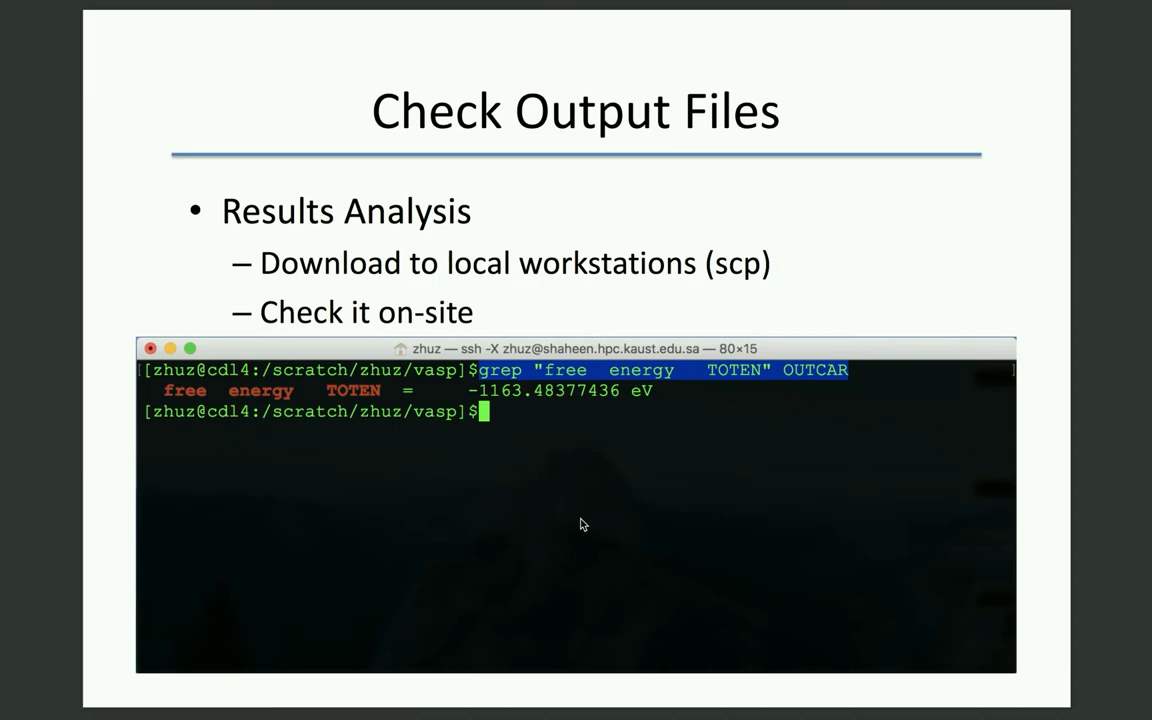 Check Output Files
• Results Analysis
– Download to local workstations (scp)
– Check it on-site
zhuz — ssh -X zhuz@shaheen.hpc.kaust.edu.sa — 80×15
[[zhuz@cdl4:/scratch/zhuz/vasp]$grep "free  energy   TOTEN" OUTCAR ]
  free  energy   TOTEN  =     -1163.48377436 eV
[zhuz@cdl4:/scratch/zhuz/vasp]$